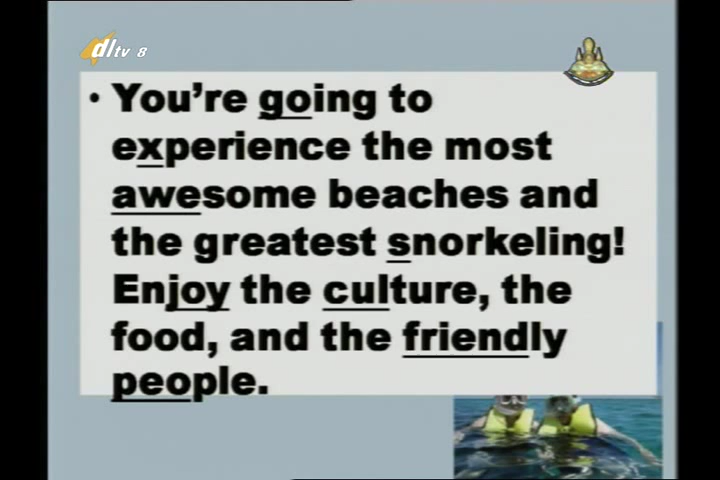 dltv 8
• You're going to
experience the most
awesome beaches and
the greatest snorkeling!
Enjoy the culture, the
food, and the friendly
people.